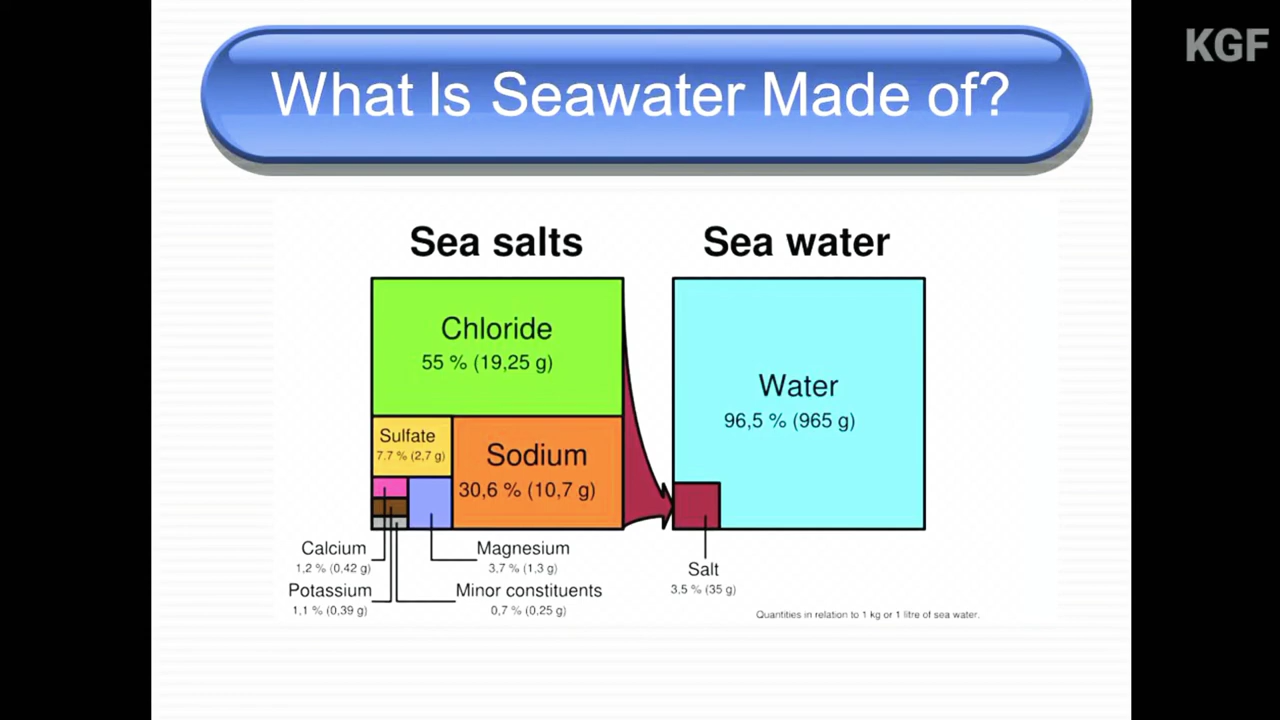 KGF
What Is Seawater Made of?
Sea salts
Sea water
Chloride
55 % (19,25 g)
Sulfate
7.7 % (2,7 g)
Sodium
30,6 % (10,7 g)
Water
96,5 % (965 g)
Calcium
1,2 % (0,42 g)
Potassium
1,1 % (0,39 g)
Magnesium
3,7 % (1,3 g)
Minor constituents
0,7 % (0,25 g)
Salt
3,5 % (35 g)
Quantities in relation to 1 kg or 1 litre of sea water.